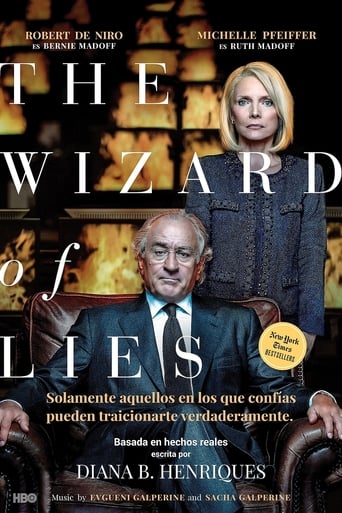 ROBERT DE NIRO
ES BERNIE MADOFF
MICHELLE PFEIFFER
ES RUTH MADOFF
THE
WIZARD
of
LIES
New York
Times
BESTSELLERS
Solamente aquellos en los que confías
pueden traicionarte verdaderamente.
Basada en hechos reales
escrita por
DIANA B. HENRIQUES
HBO
Music by EVGUENI GALPERINE and SACHA GALPERINE